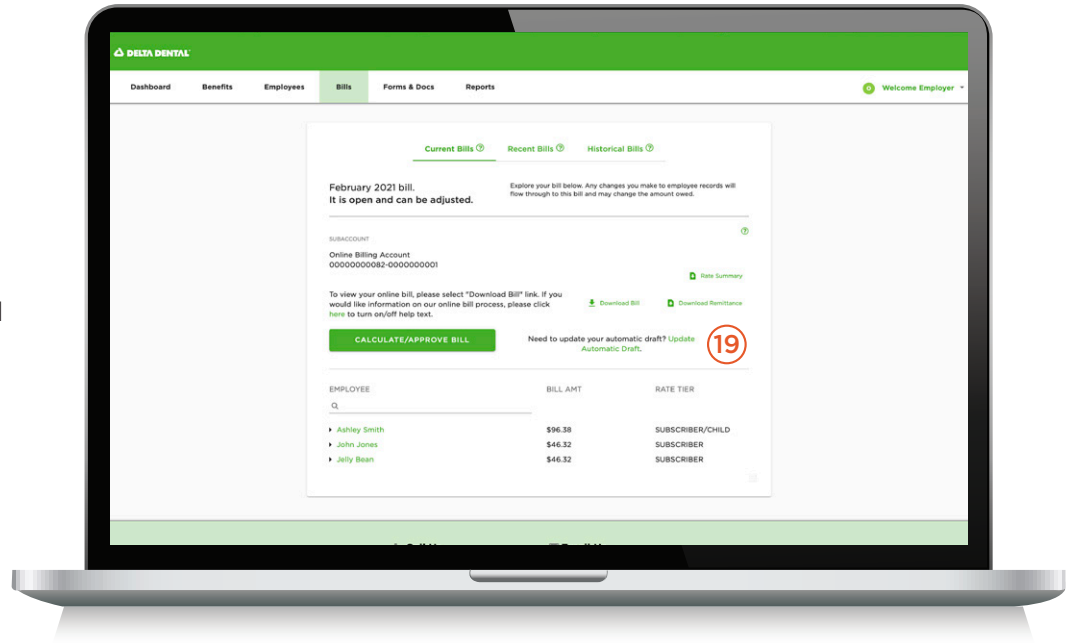 DELTA DENTAL
Dashboard Benefits Employees Bills Forms & Docs Reports Welcome Employer
Current Bills Recent Bills Historical Bills
February 2021 bill.
It is open and can be adjusted.
Explore your bill below. Any changes you make to employee records will
flow through to this bill and may change the amount owed.
SUBACCOUNT
Online Billing Account
00000000082-0000000001
Rate Summary
To view your online bill, please select "Download Bill" link. If you
would like information on our online bill process, please click
here to turn on/off help text.
Download Bill Download Remittance
CALCULATE/APPROVE BILL
Need to update your automatic draft? Update
Automatic Draft.
19
EMPLOYEE BILL AMT RATE TIER
Ashley Smith $96.38 SUBSCRIBER/CHILD
John Jones $46.32 SUBSCRIBER
Jelly Bean $46.32 SUBSCRIBER